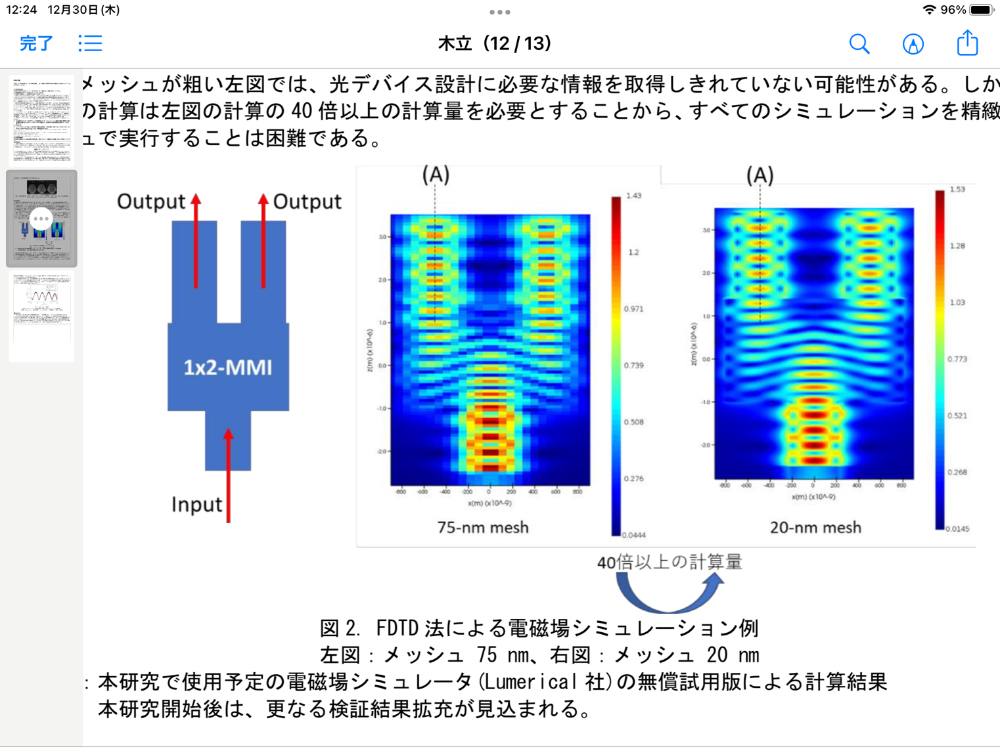 12:24 12月30日(木)
96%
完了
木立（12 / 13）
メッシュが粗い左図では、光デバイス設計に必要な情報を取得しきれていない可能性がある。しか
の計算は左図の計算の 40 倍以上の計算量を必要とすることから、すべてのシミュレーションを精緻
ュで実行することは困難である。
Output
Output
1x2-MMI
Input
(A)
3.0
2.0
1.0
0.0
-1.0
-2.0
z(m) (x10^-6)
-800 -600 -400 -200 0 200 400 600 800
x(m) (x10^-9)
75-nm mesh
1.43
1.2
0.971
0.739
0.508
0.276
0.0444
(A)
3.0
2.0
1.0
0.0
-1.0
-2.0
z(m) (x10^-6)
-800 -600 -400 -200 0 200 400 600 800
x(m) (x10^-9)
20-nm mesh
1.53
1.28
1.03
0.773
0.521
0.268
0.0145
40倍以上の計算量
図 2. FDTD 法による電磁場シミュレーション例
左図：メッシュ 75 nm、右図：メッシュ 20 nm
：本研究で使用予定の電磁場シミュレータ(Lumerical 社)の無償試用版による計算結果
本研究開始後は、更なる検証結果拡充が見込まれる。